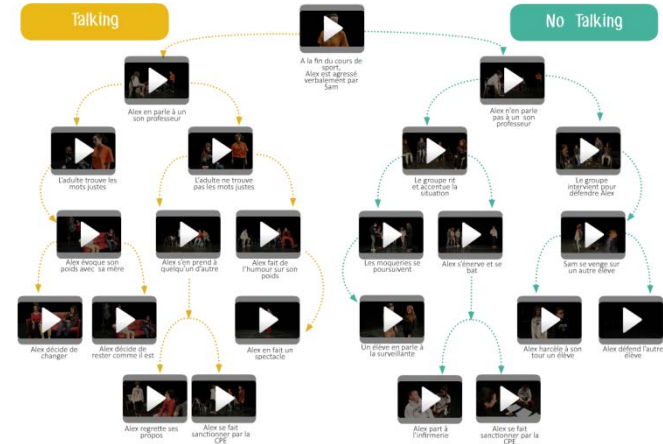 Talking
No Talking
A la fin du cours de
sport,
Alex est agressé
verbalement par
Sam
Alex en parle à un
son professeur
Alex n'en parle
pas à un son
professeur
L'adulte trouve les
mots justes
L'adulte ne trouve
pas les mots justes
Le groupe rit
et accentue la
situation
Le groupe
intervient pour
défendre Alex
Alex évoque son
poids avec sa mère
Alex s'en prend à
quelqu'un d'autre
Alex fait de
l'humour sur son
poids
Les moqueries se
poursuivent
Alex s'énerve et se
bat
Sam se venge sur
un autre élève
Alex décide de
changer
Alex décide de
rester comme il est
Alex en fait un
spectacle
Un élève en parle à
la surveillante
Alex harcèle à son
tour un élève
Alex défend l'autre
élève
Alex regrette ses
propos
Alex se fait
sanctionner par la
CPE
Alex part à
l'infirmerie
Alex se fait
sanctionner par la
CPE